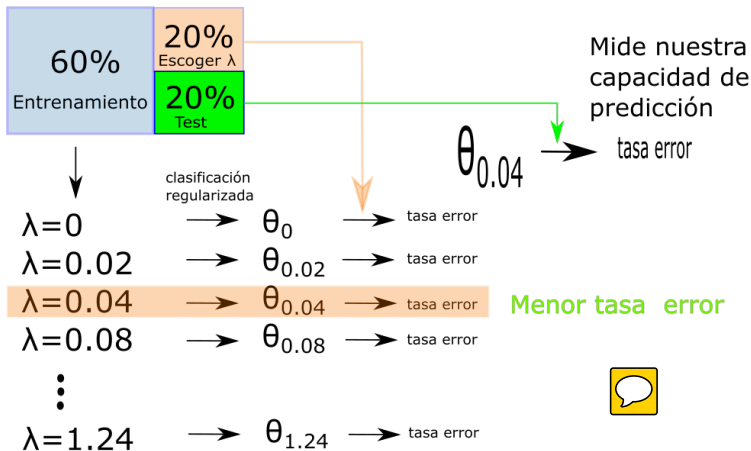 60%
Entrenamiento
20%
Escoger λ
20%
Test
Mide nuestra
capacidad de
predicción
θ0.04 tasa error
clasificación
regularizada
λ=0 θ0 tasa error
λ=0.02 θ0.02 tasa error
λ=0.04 θ0.04 tasa error Menor tasa error
λ=0.08 θ0.08 tasa error
⋮
λ=1.24 θ1.24 tasa error